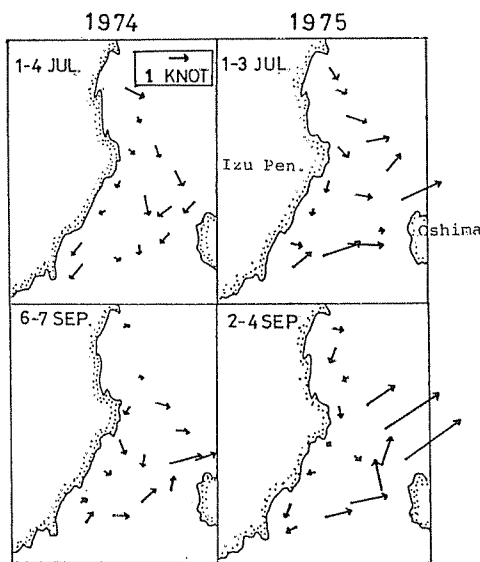 1974
1975
1-4 JUL.
1 KNOT
1-3 JUL.
Izu Pen.
Oshima
6-7 SEP.
2-4 SEP.